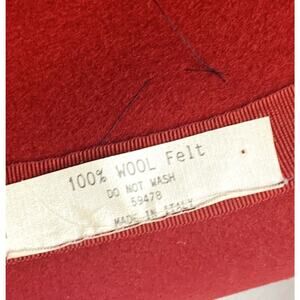 100% WOOL Felt
DO NOT WASH
59478
MADE IN ITALY